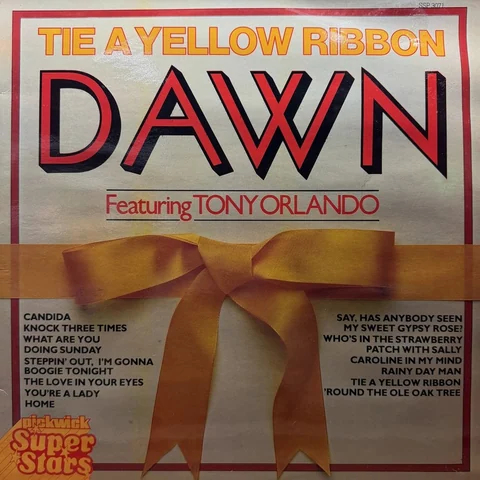 SSP 3071
TIE A YELLOW RIBBON
DAWN
Featuring TONY ORLANDO
CANDIDA
KNOCK THREE TIMES
WHAT ARE YOU
DOING SUNDAY
STEPPIN' OUT, I'M GONNA
BOOGIE TONIGHT
THE LOVE IN YOUR EYES
YOU'RE A LADY
HOME
SAY, HAS ANYBODY SEEN
MY SWEET GYPSY ROSE?
WHO'S IN THE STRAWBERRY
PATCH WITH SALLY
CAROLINE IN MY MIND
RAINY DAY MAN
TIE A YELLOW RIBBON
'ROUND THE OLE OAK TREE
pickwick
Super
Stars